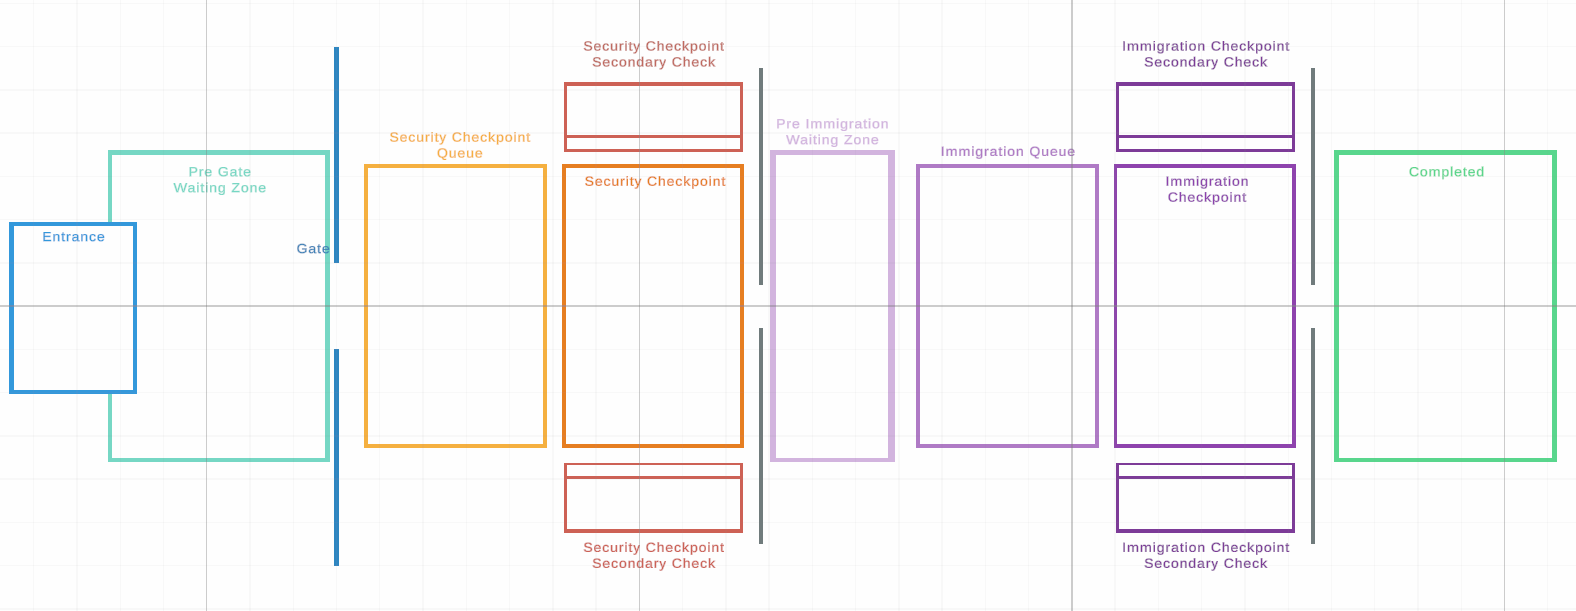 Security Checkpoint
Secondary Check
Immigration Checkpoint
Secondary Check
Security Checkpoint
Queue
Pre Immigration
Waiting Zone
Immigration Queue
Pre Gate
Waiting Zone
Security Checkpoint
Immigration
Checkpoint
Completed
Entrance
Gate
Security Checkpoint
Secondary Check
Immigration Checkpoint
Secondary Check